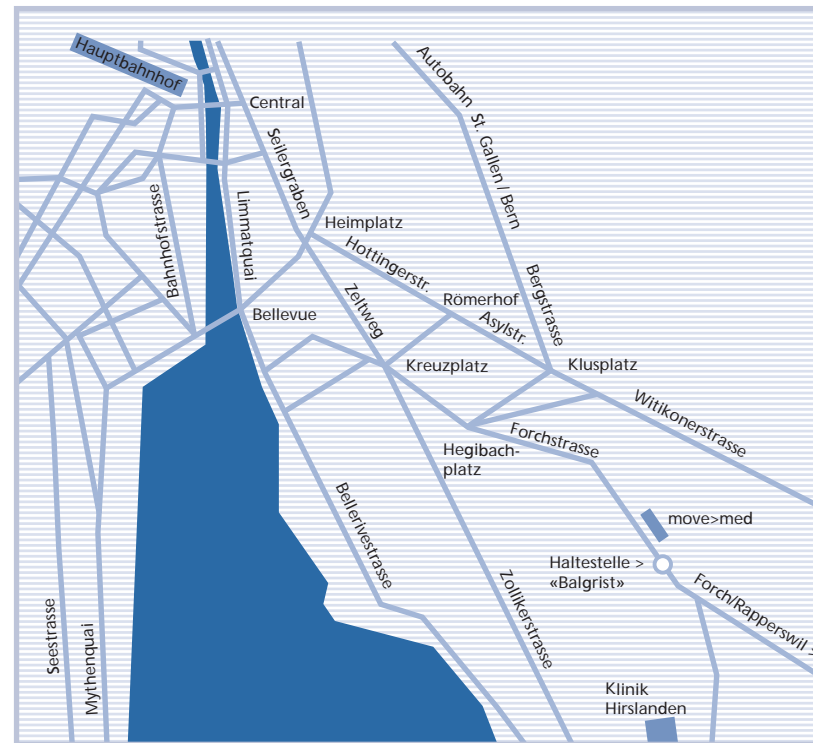 Hauptbahnhof
Autobahn St. Gallen / Bern
Central
Seilergraben
Bahnhofstrasse
Limmatquai
Heimplatz
Hottingerstr.
Bergstrasse
Römerhof
Zeltweg
Asylstr.
Bellevue
Kreuzplatz
Klusplatz
Witikonerstrasse
Forchstrasse
Hegibach-
platz
Bellerivestrasse
move>med
Haltestelle >
«Balgrist»
Zollikerstrasse
Forch/Rapperswil >
Seestrasse
Mythenquai
Klinik
Hirslanden